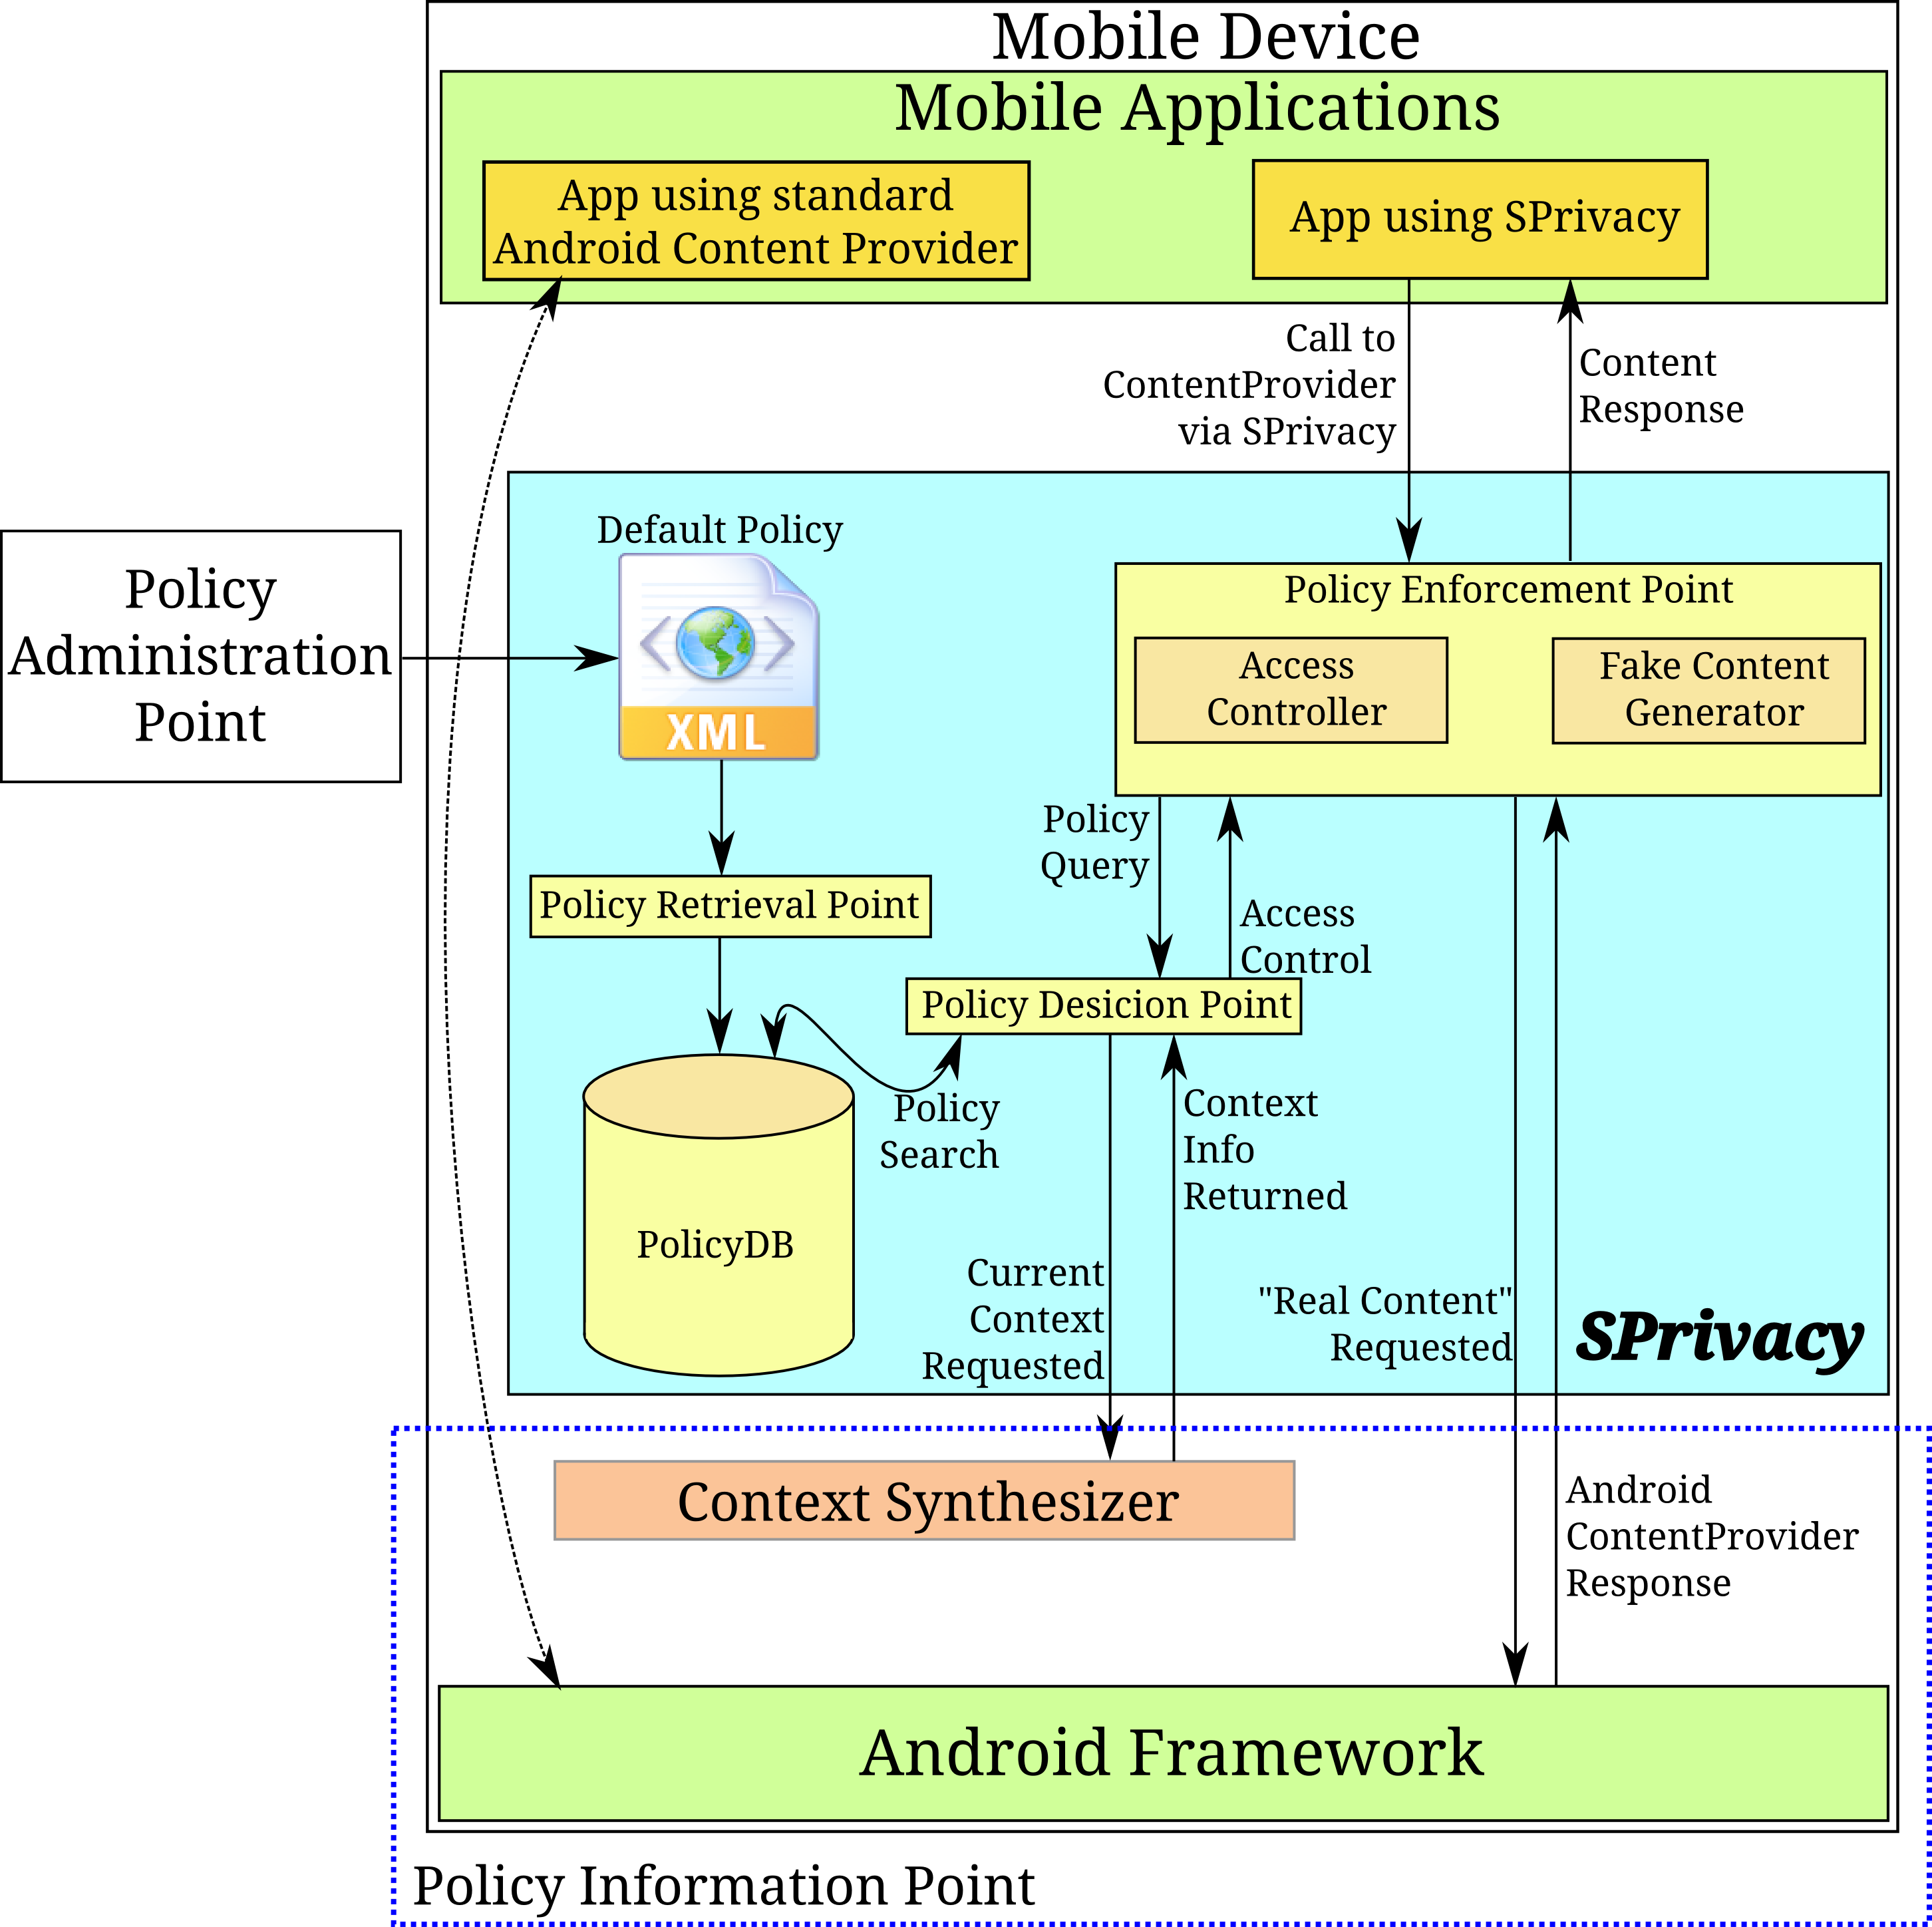 Mobile Device
Mobile Applications
App using standard
Android Content Provider
App using SPrivacy
Call to
ContentProvider
via SPrivacy
Content
Response
Policy
Administration
Point
Default Policy
XML
Policy Enforcement Point
Access
Controller
Fake Content
Generator
Policy
Query
Access
Control
Policy Retrieval Point
Policy Desicion Point
Policy
Search
PolicyDB
Context
Info
Returned
Current
Context
Requested
"Real Content"
Requested
SPrivacy
Context Synthesizer
Android
ContentProvider
Response
Android Framework
Policy Information Point